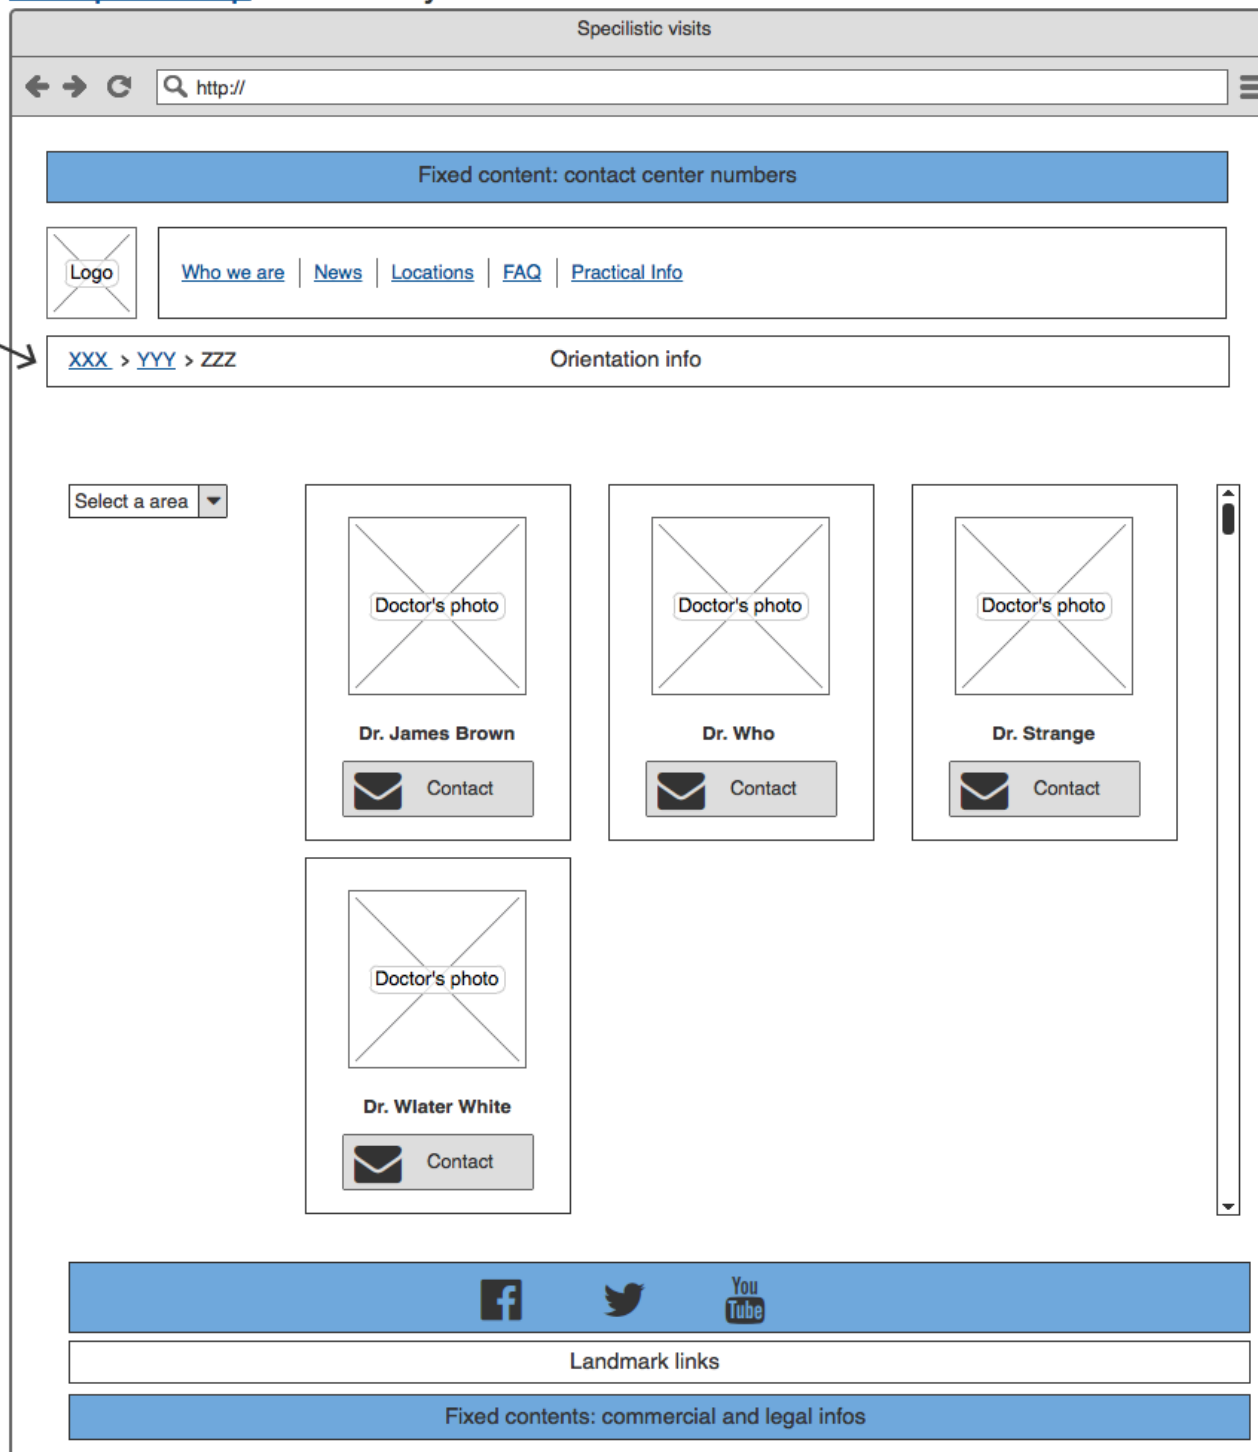 Specilistic visits
http://
Fixed content: contact center numbers
Logo
Who we are News Locations FAQ Practical Info
XXX > YYY > ZZZ Orientation info
Select a area
Doctor's photo Doctor's photo Doctor's photo
Dr. James Brown Dr. Who Dr. Strange
Contact Contact Contact
Doctor's photo
Dr. Wlater White
Contact
You
Tube
Landmark links
Fixed contents: commercial and legal infos